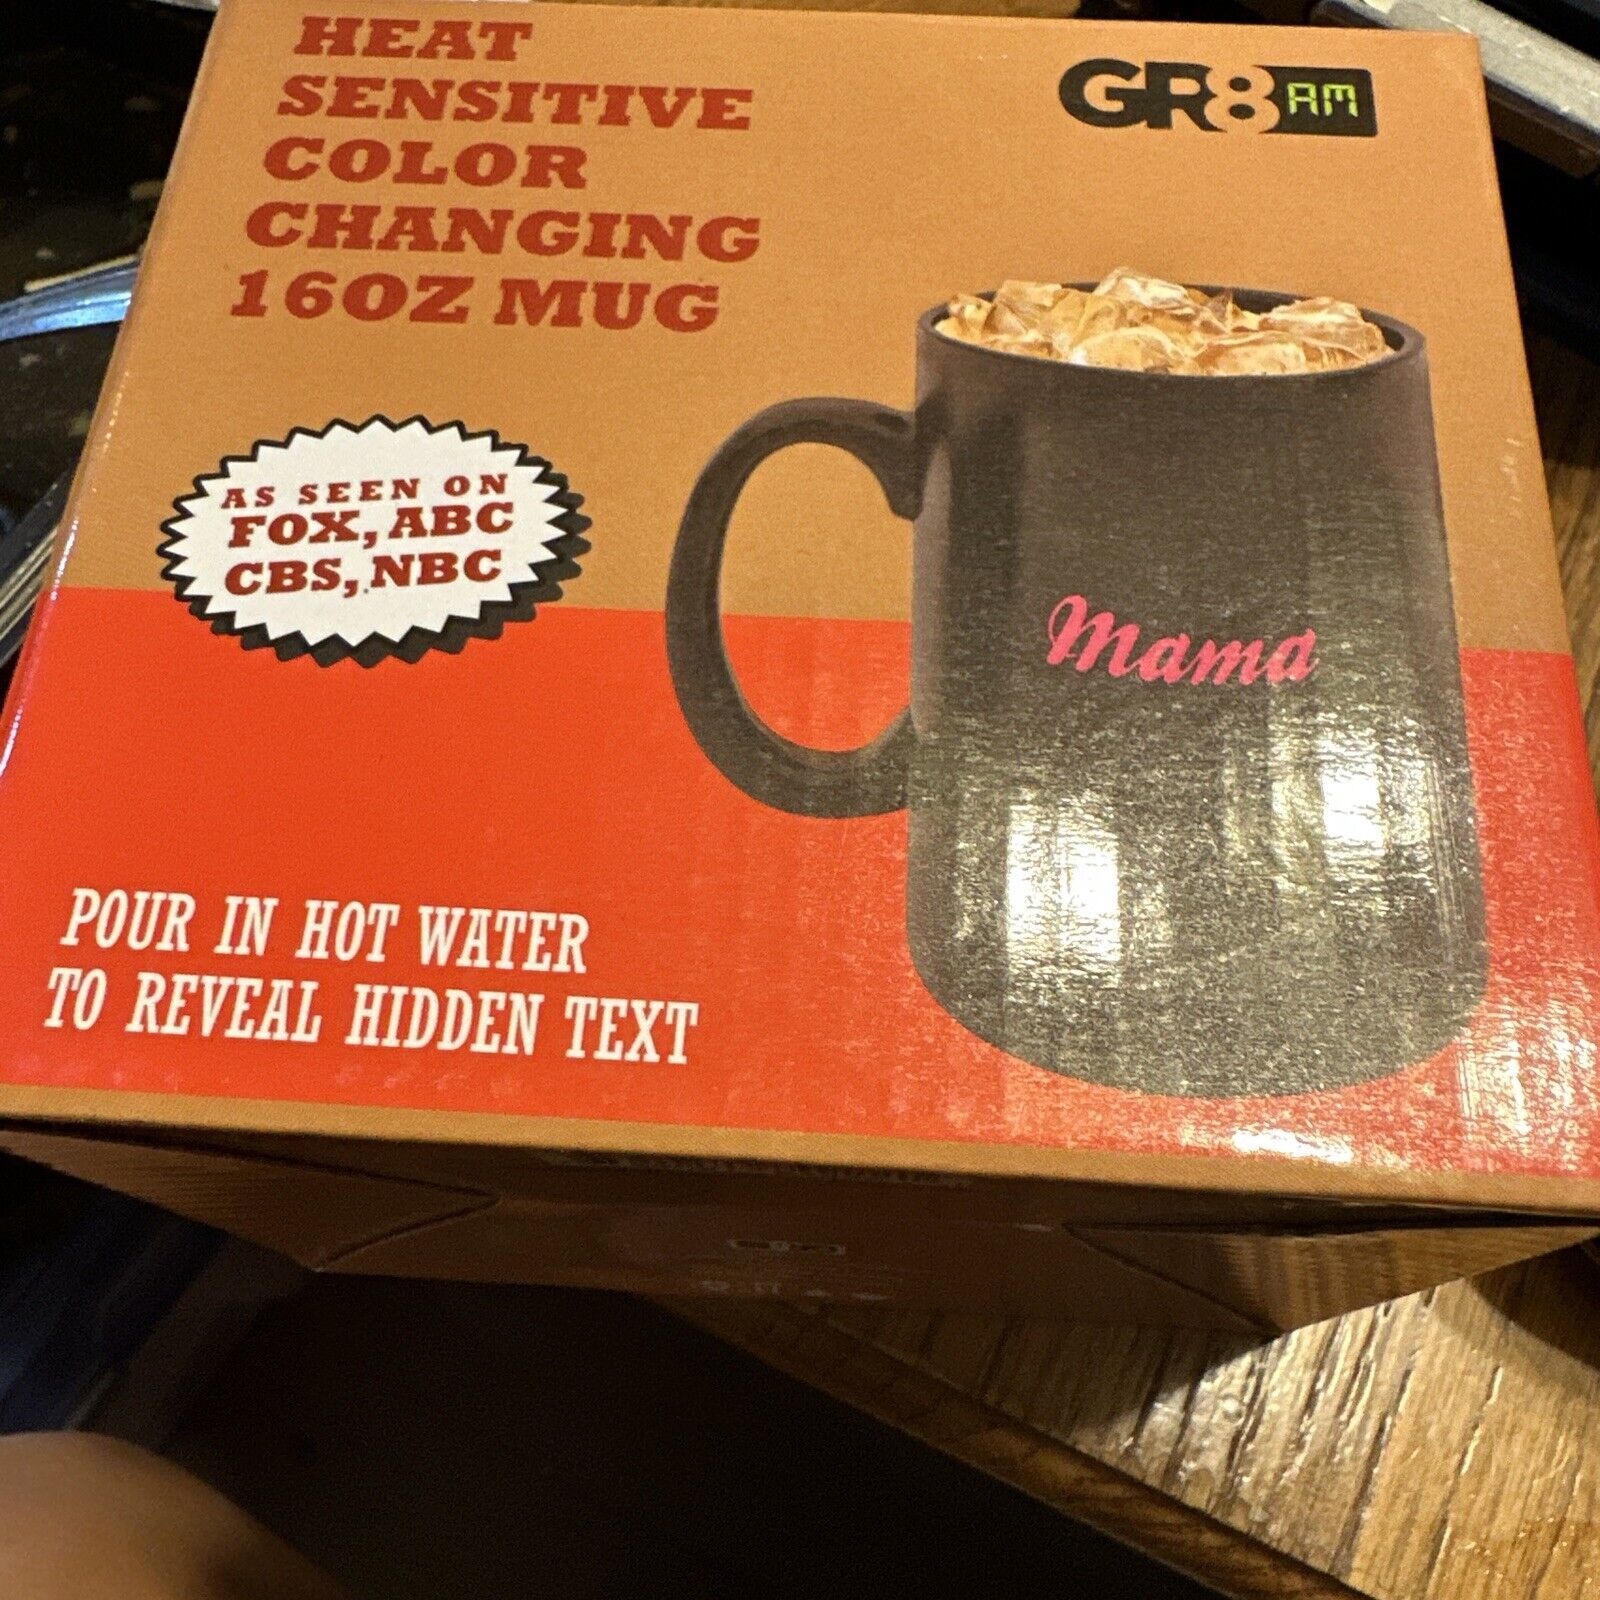 HEAT
SENSITIVE
COLOR
CHANGING
16OZ MUG
GR8 AM
AS SEEN ON
FOX, ABC
CBS, NBC
Mama
POUR IN HOT WATER
TO REVEAL HIDDEN TEXT